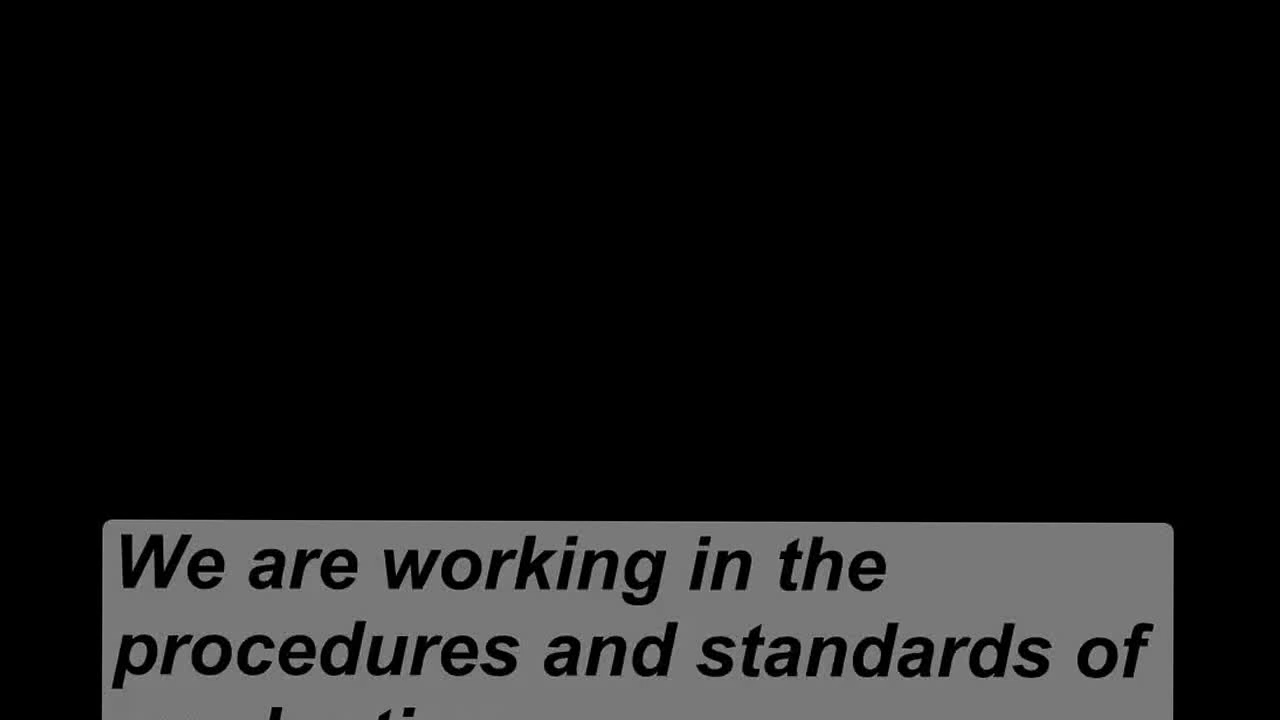 We are working in the
procedures and standards of